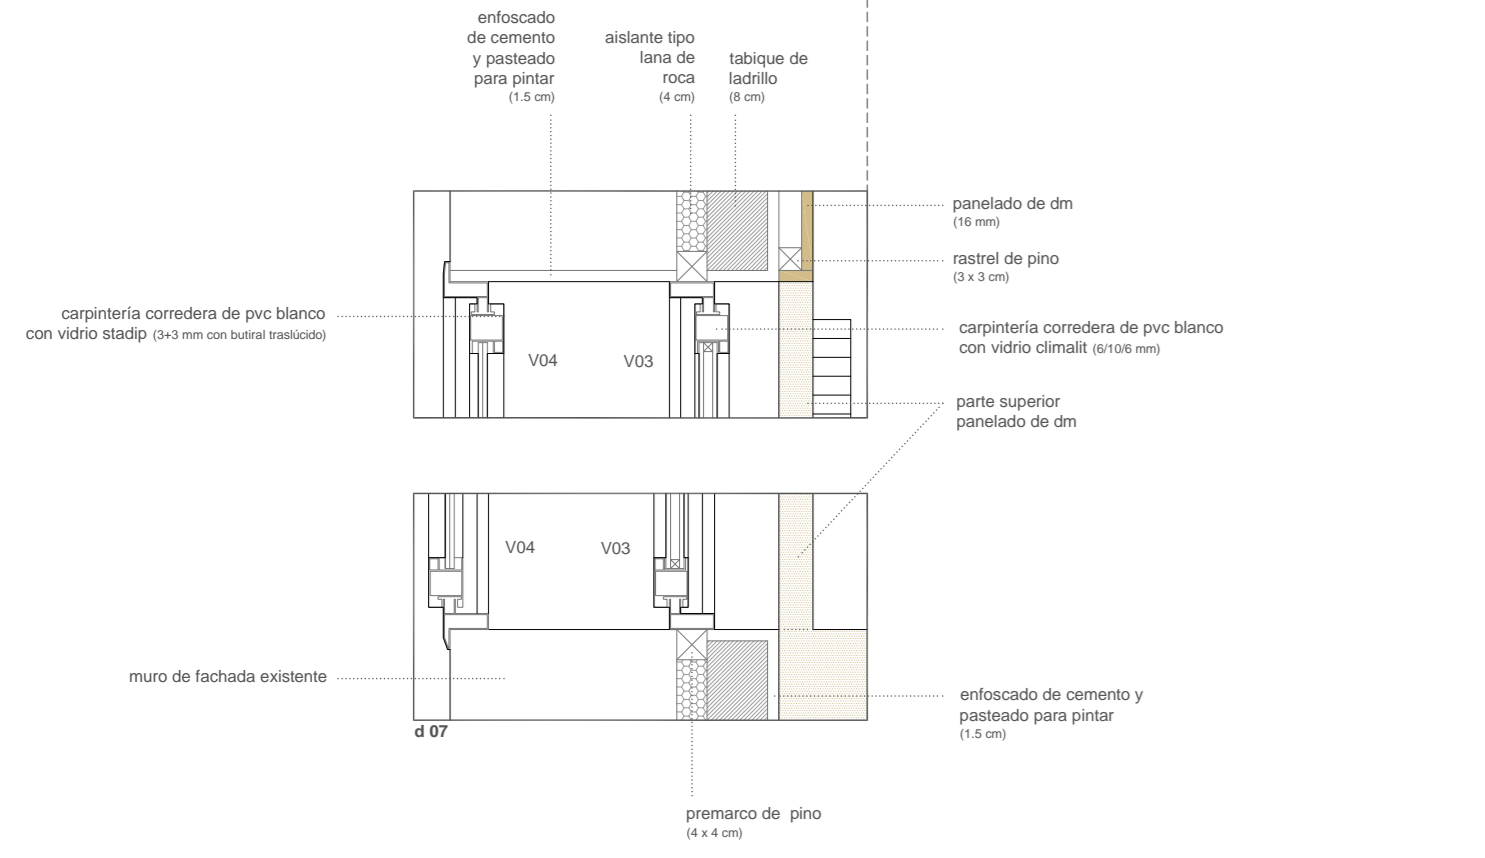 enfoscado
de cemento
y pasteado
para pintar
(1.5 cm)
aislante tipo
lana de
roca
(4 cm)
tabique de
ladrillo
(8 cm)
panelado de dm
(16 mm)
rastrel de pino
(3 x 3 cm)
carpintería corredera de pvc blanco
con vidrio stadip (3+3 mm con butiral traslúcido)
carpintería corredera de pvc blanco
con vidrio climalit (6/10/6 mm)
V04
V03
parte superior
panelado de dm
V04
V03
muro de fachada existente
enfoscado de cemento y
pasteado para pintar
(1.5 cm)
d 07
premarco de pino
(4 x 4 cm)